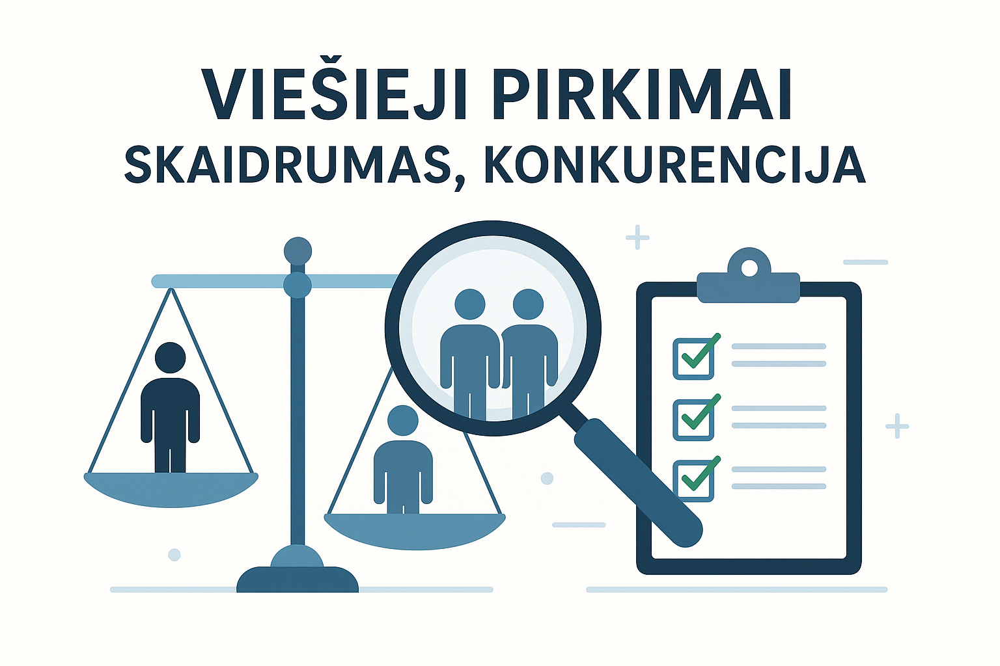 VIEŠIEJI PIRKIMAI
SKAIDRUMAS, KONKURENCIJA